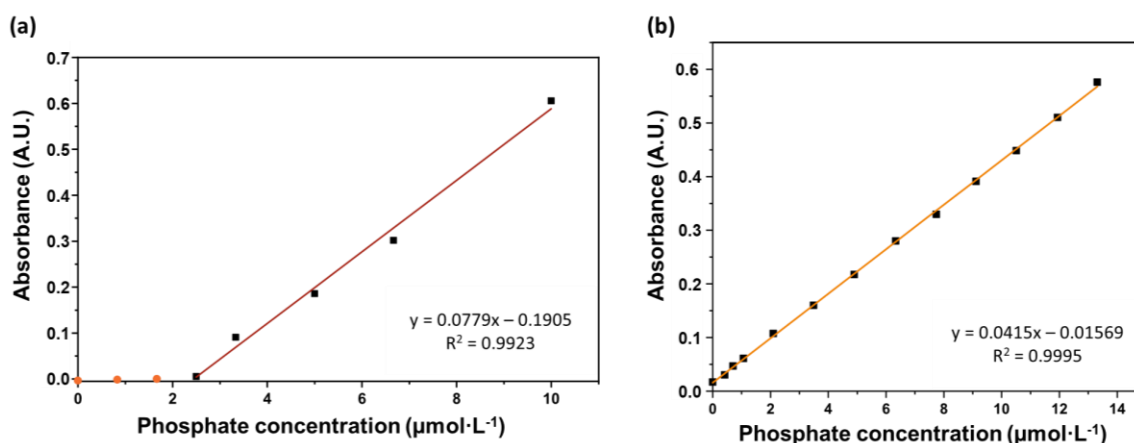 (a)
0.7
0.6
0.5
0.4
0.3
0.2
0.1
0.0
Absorbance (A.U.)
y = 0.0779x – 0.1905
R² = 0.9923
0 2 4 6 8 10
Phosphate concentration (μmol·L⁻¹)
(b)
0.6
0.5
0.4
0.3
0.2
0.1
0.0
Absorbance (A.U.)
y = 0.0415x – 0.01569
R² = 0.9995
0 2 4 6 8 10 12 14
Phosphate concentration (μmol·L⁻¹)